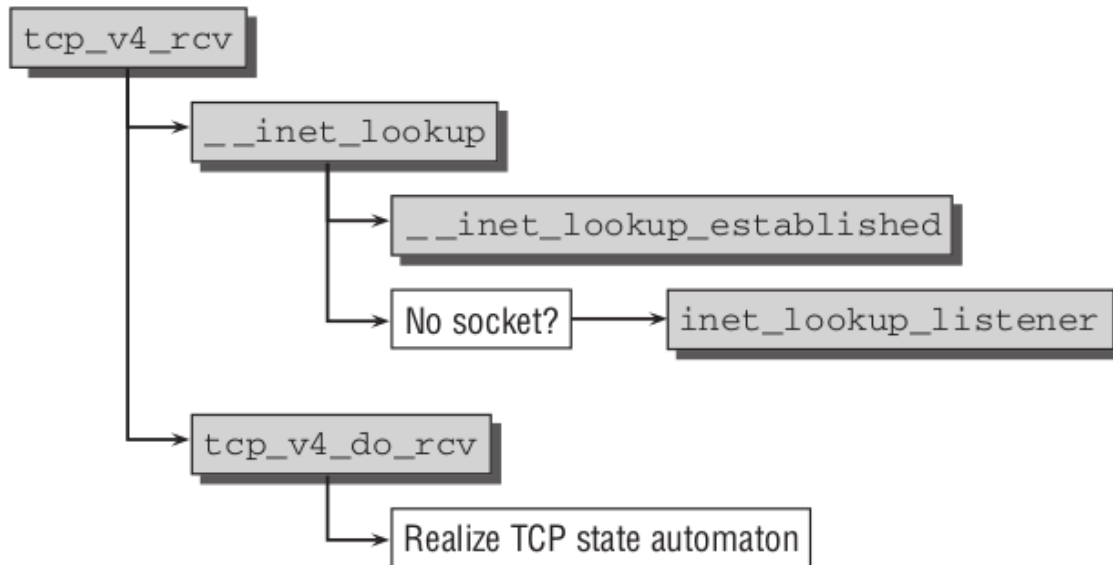 tcp_v4_rcv
__inet_lookup
__inet_lookup_established
No socket?
inet_lookup_listener
tcp_v4_do_rcv
Realize TCP state automaton